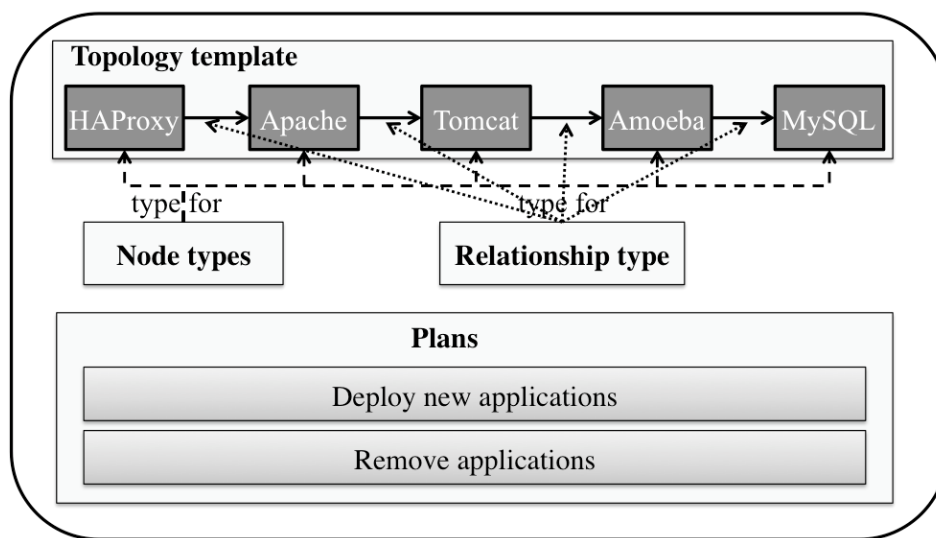 Topology template
HAProxy Apache Tomcat Amoeba MySQL
type for type for
Node types Relationship type
Plans
Deploy new applications
Remove applications